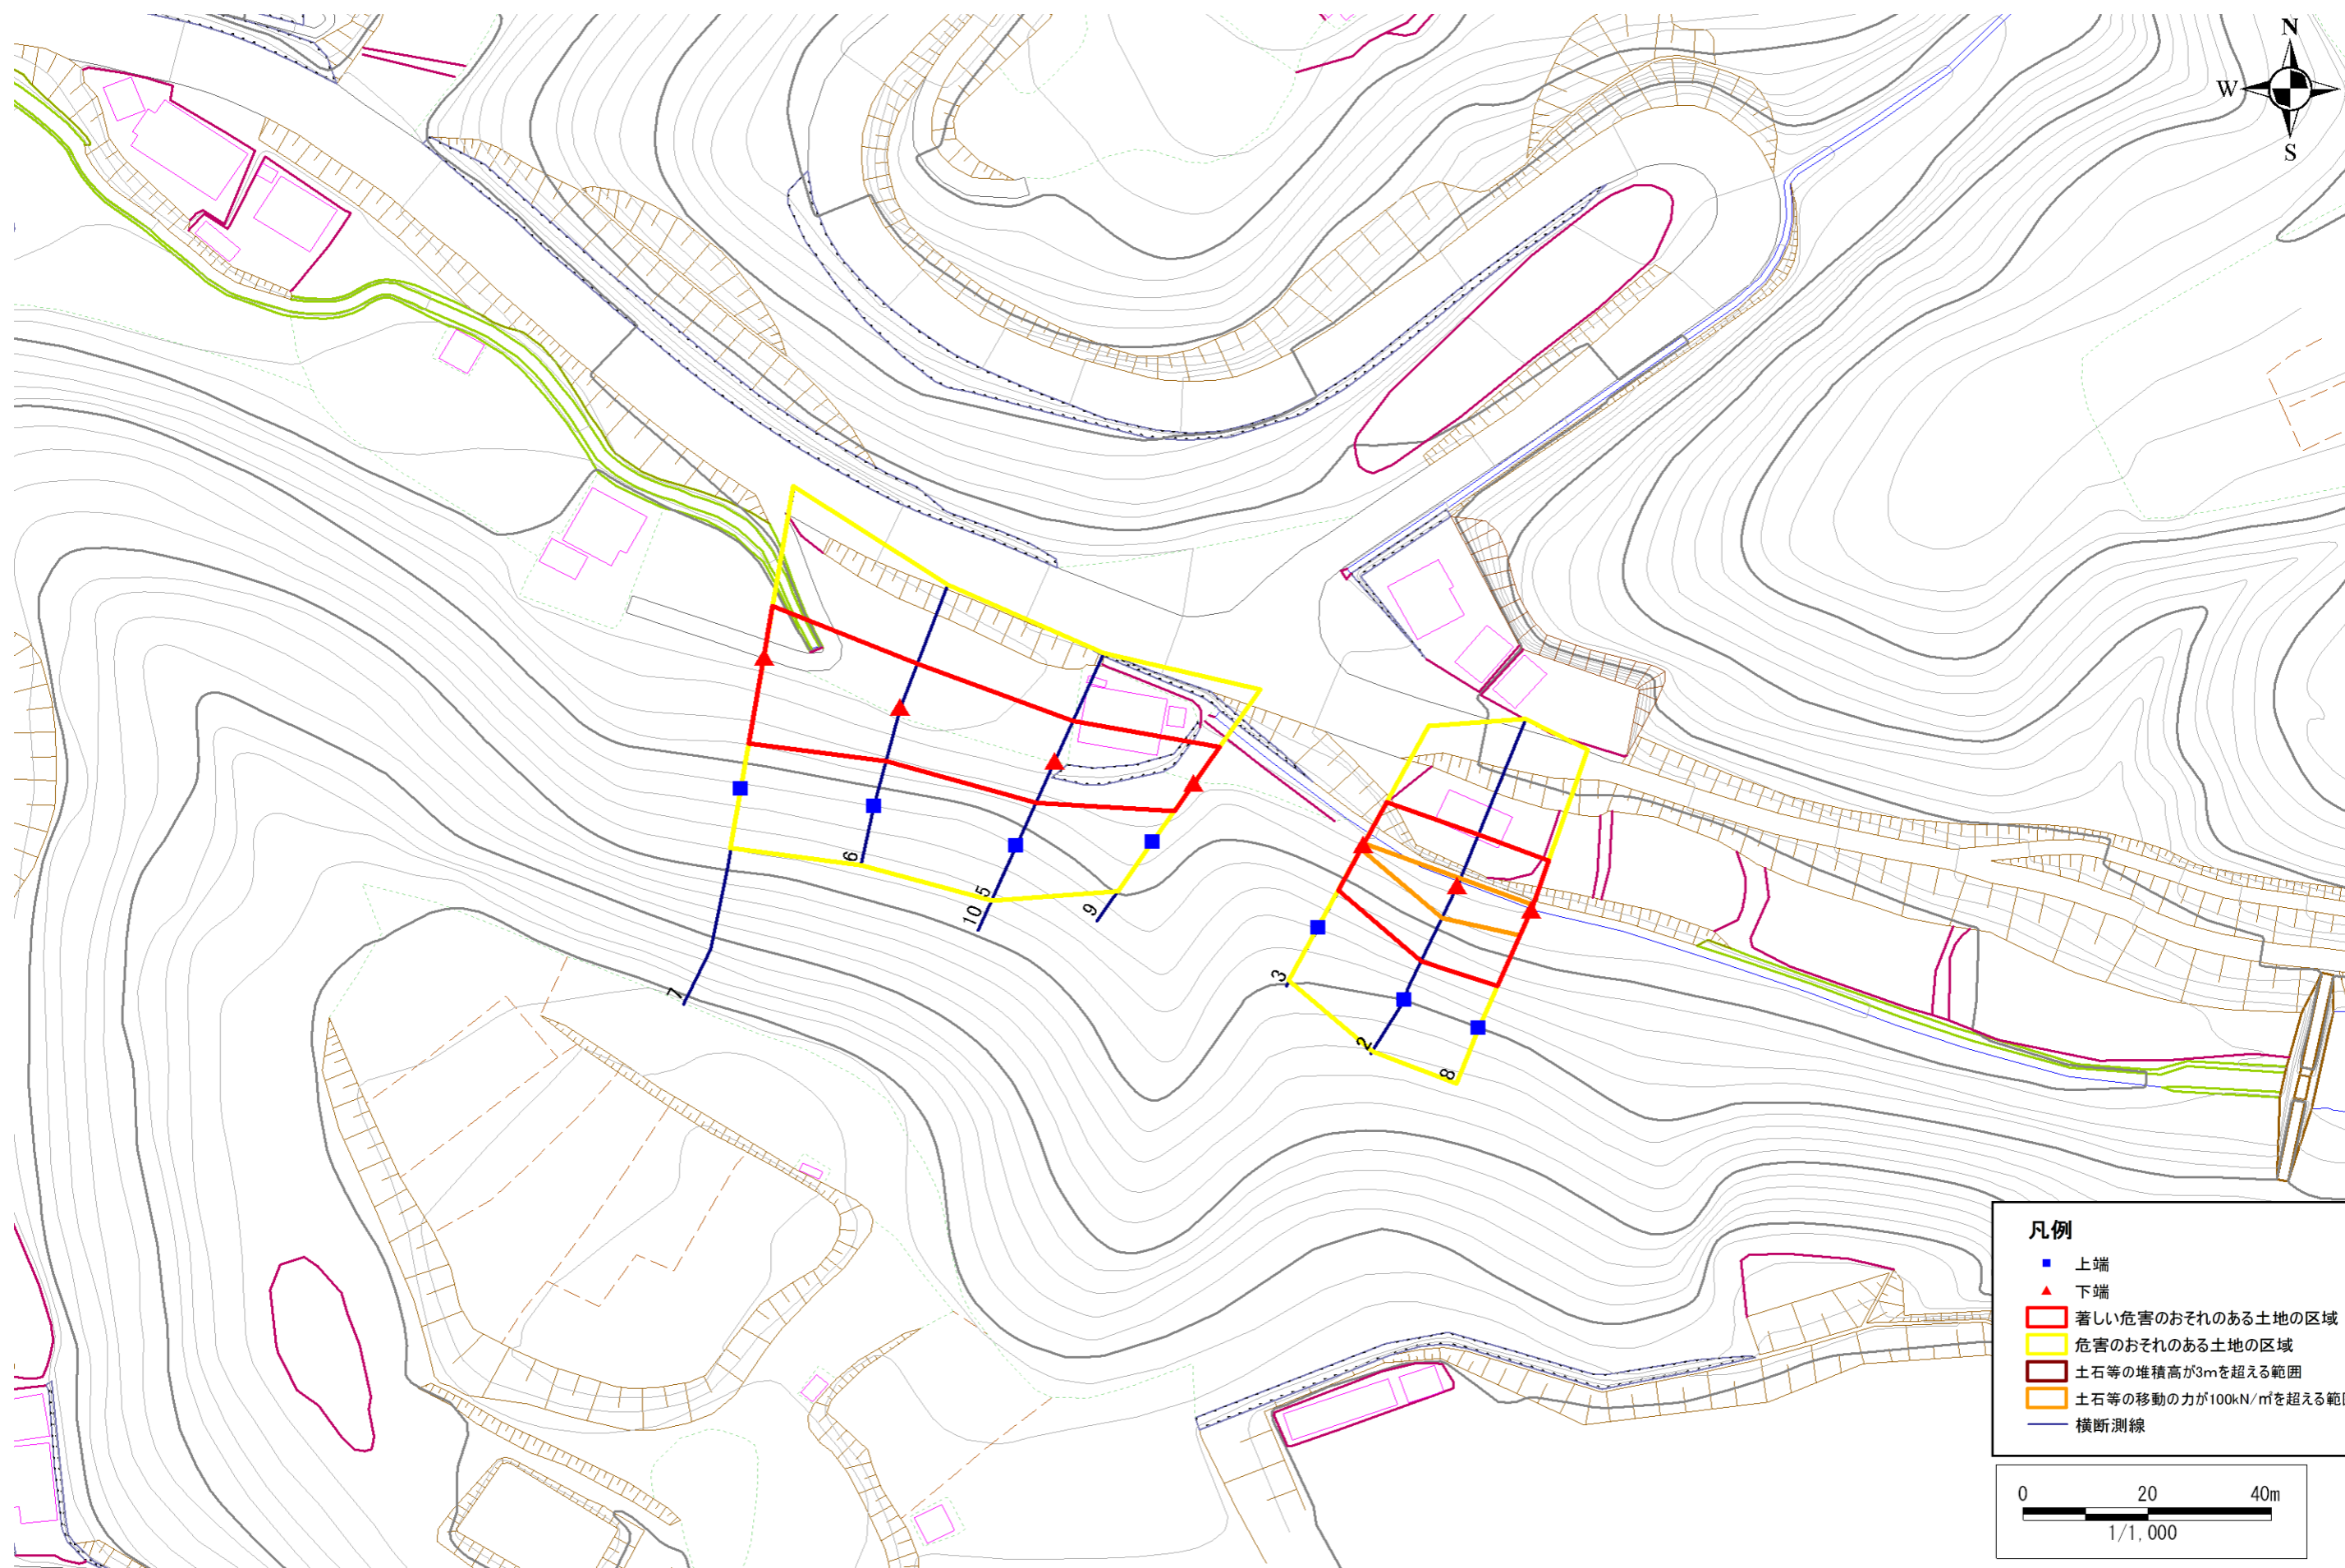 N
W
S
6
5
10
9
7
3
2
8
凡例
上端
下端
著しい危害のおそれのある土地の区域
危害のおそれのある土地の区域
土石等の堆積高が3mを超える範囲
土石等の移動の力が100kN/㎡を超える範
横断測線
0 20 40m
1/1,000